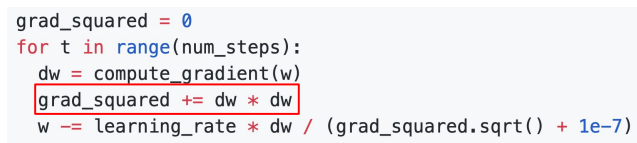 grad_squared = 0
for t in range(num_steps):
  dw = compute_gradient(w)
  grad_squared += dw * dw
  w -= learning_rate * dw / (grad_squared.sqrt() + 1e-7)